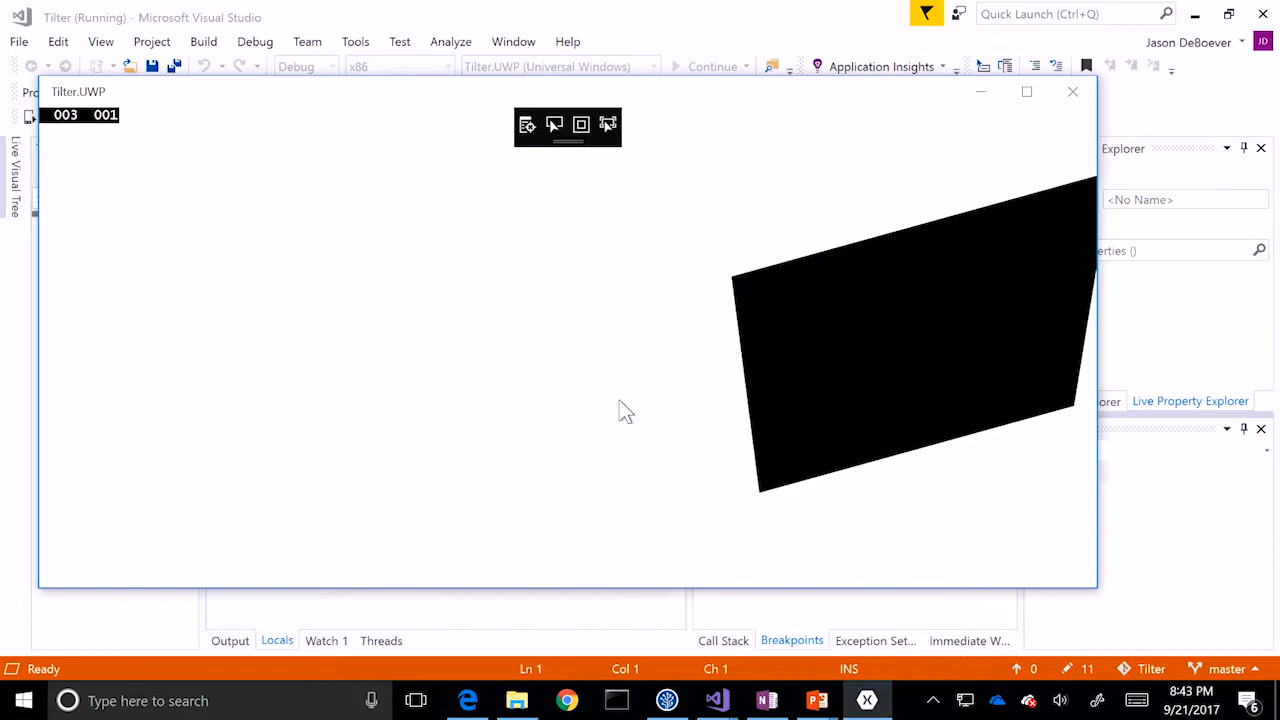 Tilter (Running) - Microsoft Visual Studio
Quick Launch (Ctrl+Q)
File Edit View Project Build Debug Team Tools Test Analyze Window Help
Jason DeBoever JD
Debug x86 Tilter.UWP (Universal Windows) Continue Application Insights
Pro
Tilter.UWP
003 001
Live Visual Tree
Explorer
<No Name>
erties ()
orer Live Property Explorer
Output Locals Watch 1 Threads
Call Stack Breakpoints Exception Set... Immediate W...
Ready Ln 1 Col 1 Ch 1 INS 0 11 Tilter master
Type here to search
8:43 PM
9/21/2017
6